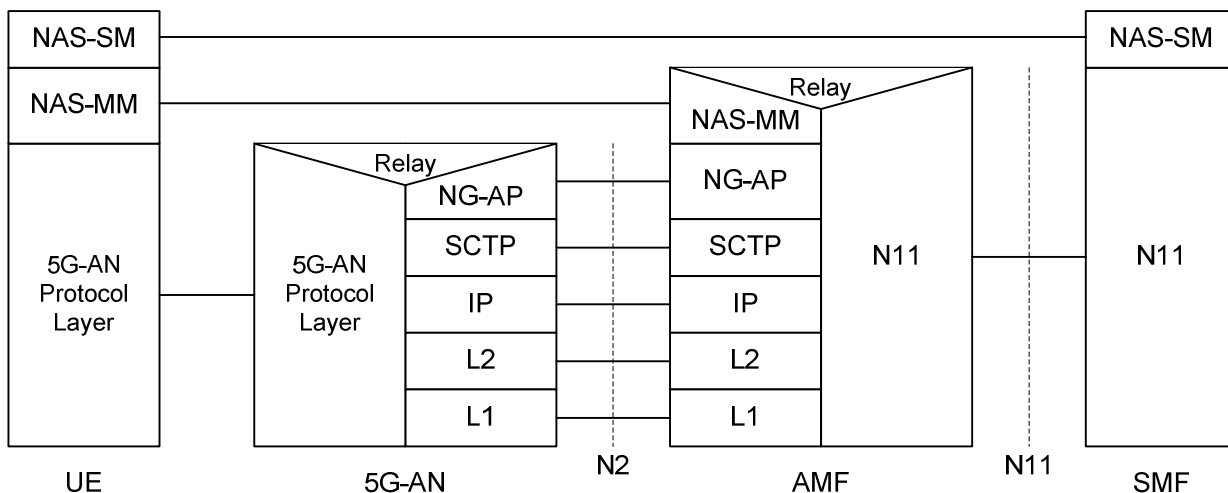 NAS-SM
NAS-SM
NAS-MM
Relay
NAS-MM
Relay
NG-AP
NG-AP
SCTP
SCTP
N11
N11
5G-AN
Protocol
Layer
5G-AN
Protocol
Layer
IP
IP
L2
L2
L1
L1
UE
5G-AN
N2
AMF
N11
SMF